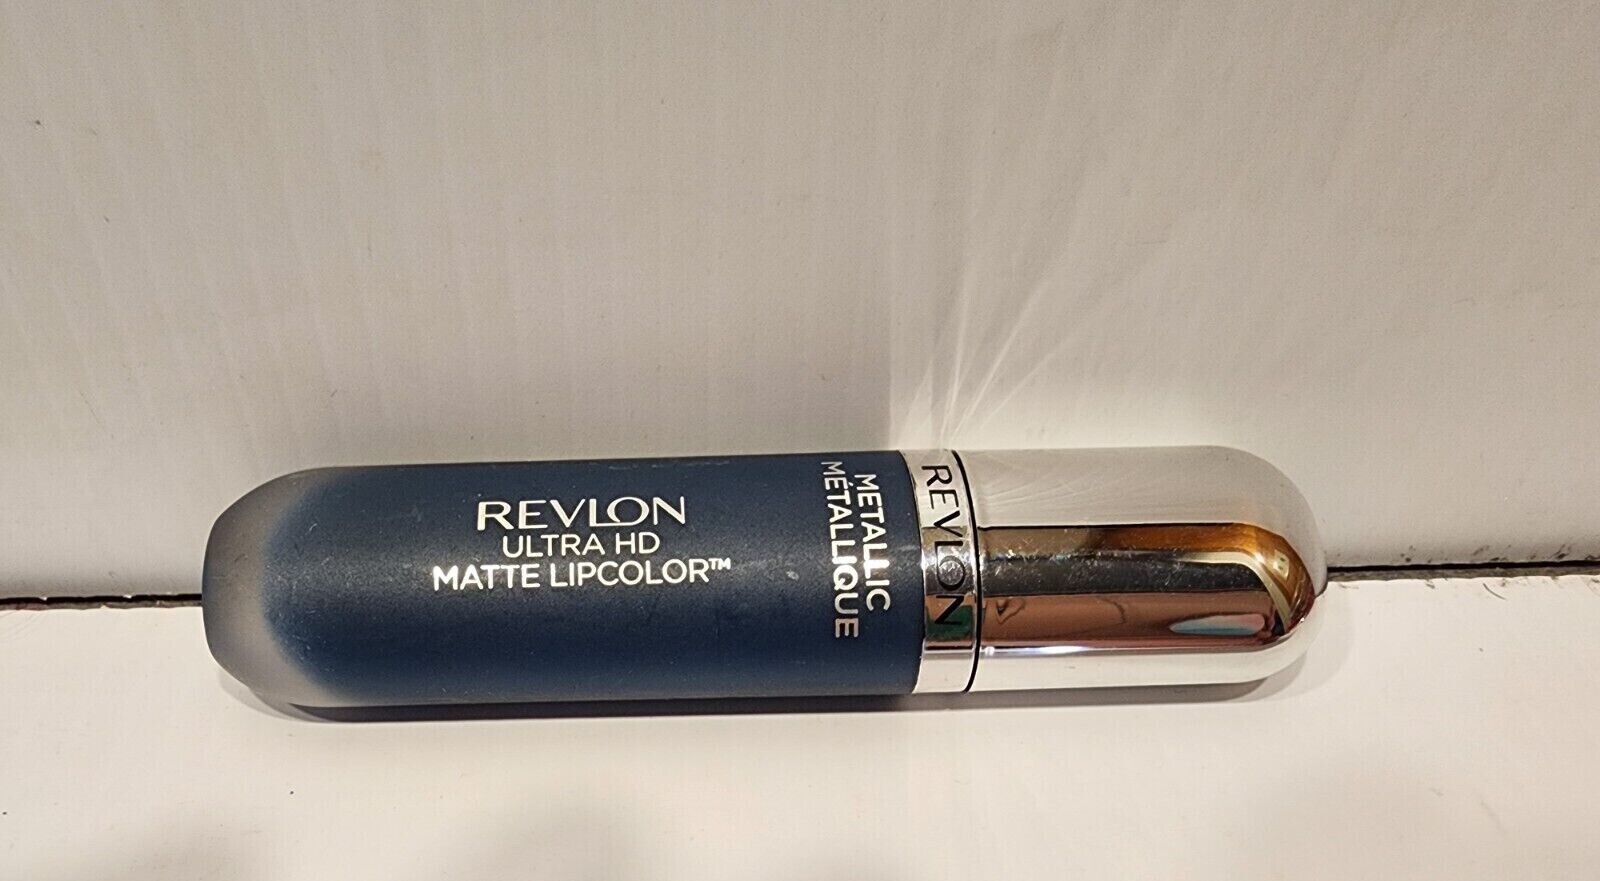 REVLON
ULTRA HD
MATTE LIPCOLOR™
METALLIC
MÉTALLIQUE
REVLON